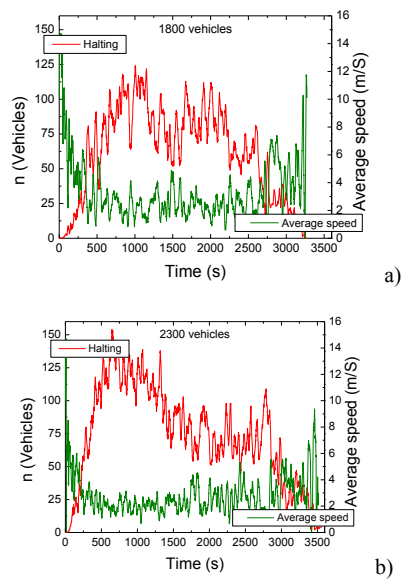 1800 vehicles
Halting
n (Vehicles)
150
125
100
75
50
25
0
16
14
12
10
8
6
4
2
0
Average speed (m/S)
Average speed
0 500 1000 1500 2000 2500 3000 3500
Time (s)
a)
2300 vehicles
Halting
n (Vehicles)
150
125
100
75
50
25
0
16
14
12
10
8
6
4
2
0
Average speed (m/S)
Average speed
0 500 1000 1500 2000 2500 3000 3500
Time (s)
b)